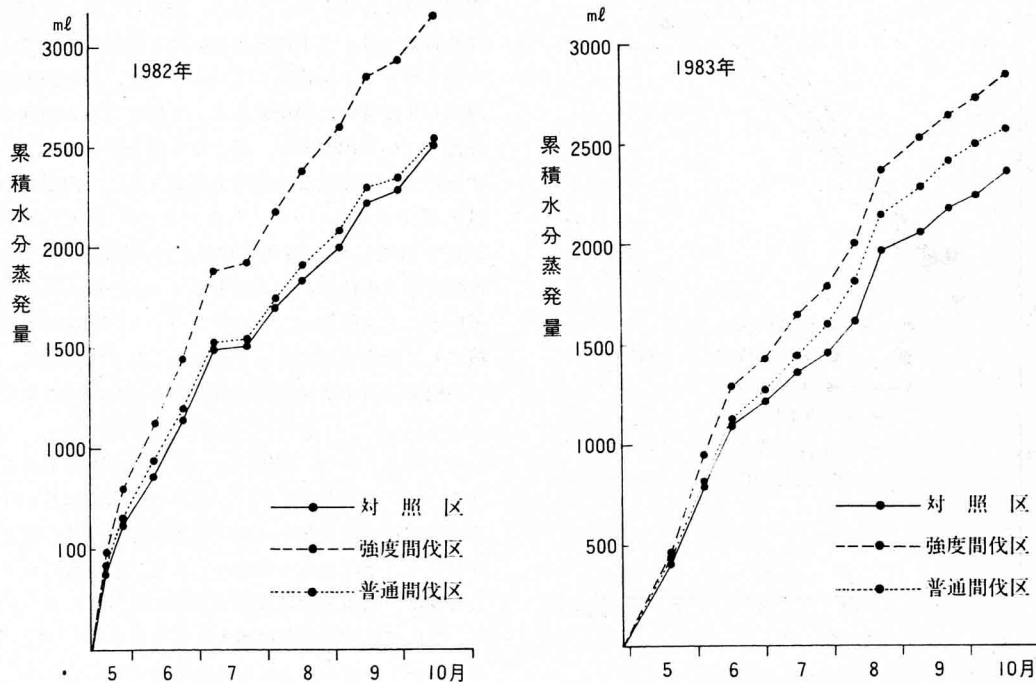 mℓ
3000
1982年
2500
2000
1500
1000
100
累積水分蒸発量
対照区
強度間伐区
普通間伐区
5 6 7 8 9 10月
mℓ
3000
1983年
2500
2000
1500
1000
500
累積水分蒸発量
対照区
強度間伐区
普通間伐区
5 6 7 8 9 10月